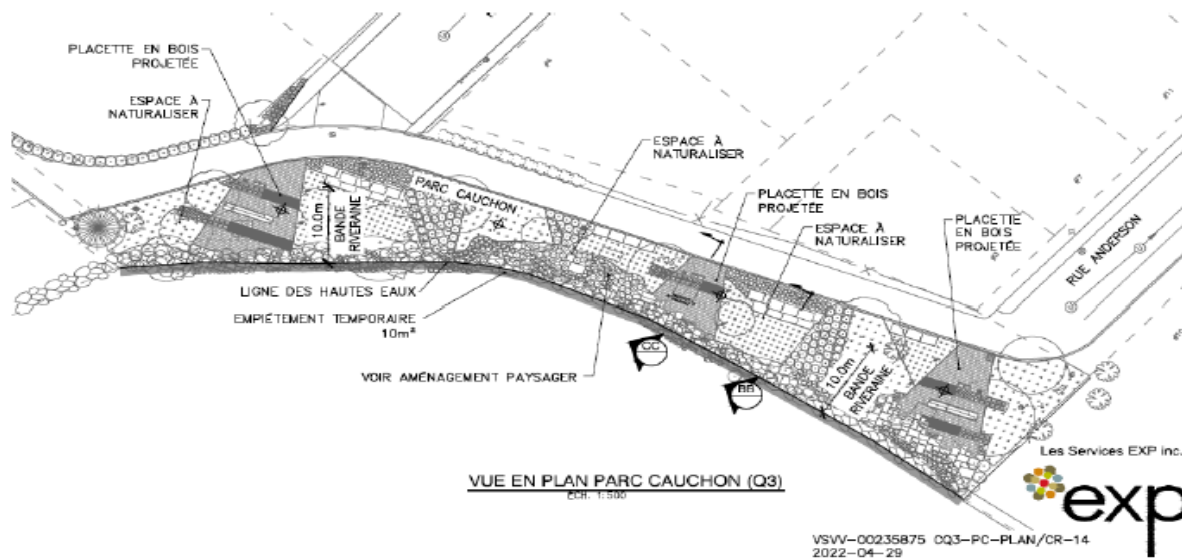 PLACETTE EN BOIS
PROJETÉE
ESPACE À
NATURALISER
10.0m
BANDE
RIVERAINE
PARC CAUCHON
ESPACE À
NATURALISER
PLACETTE EN BOIS
PROJETÉE
ESPACE À
NATURALISER
PLACETTE
EN BOIS
PROJETÉE
RUE ANDERSON
LIGNE DES HAUTES EAUX
EMPIÉTEMENT TEMPORAIRE
10m²
VOIR AMÉNAGEMENT PAYSAGER
CC
BB
10.0m
BANDE
RIVERAINE
VUE EN PLAN PARC CAUCHON (Q3)
ECH. 1:500
Les Services EXP inc.
exp
VSVV-00235875 CQ3-PC-PLAN/CR-14
2022-04-29